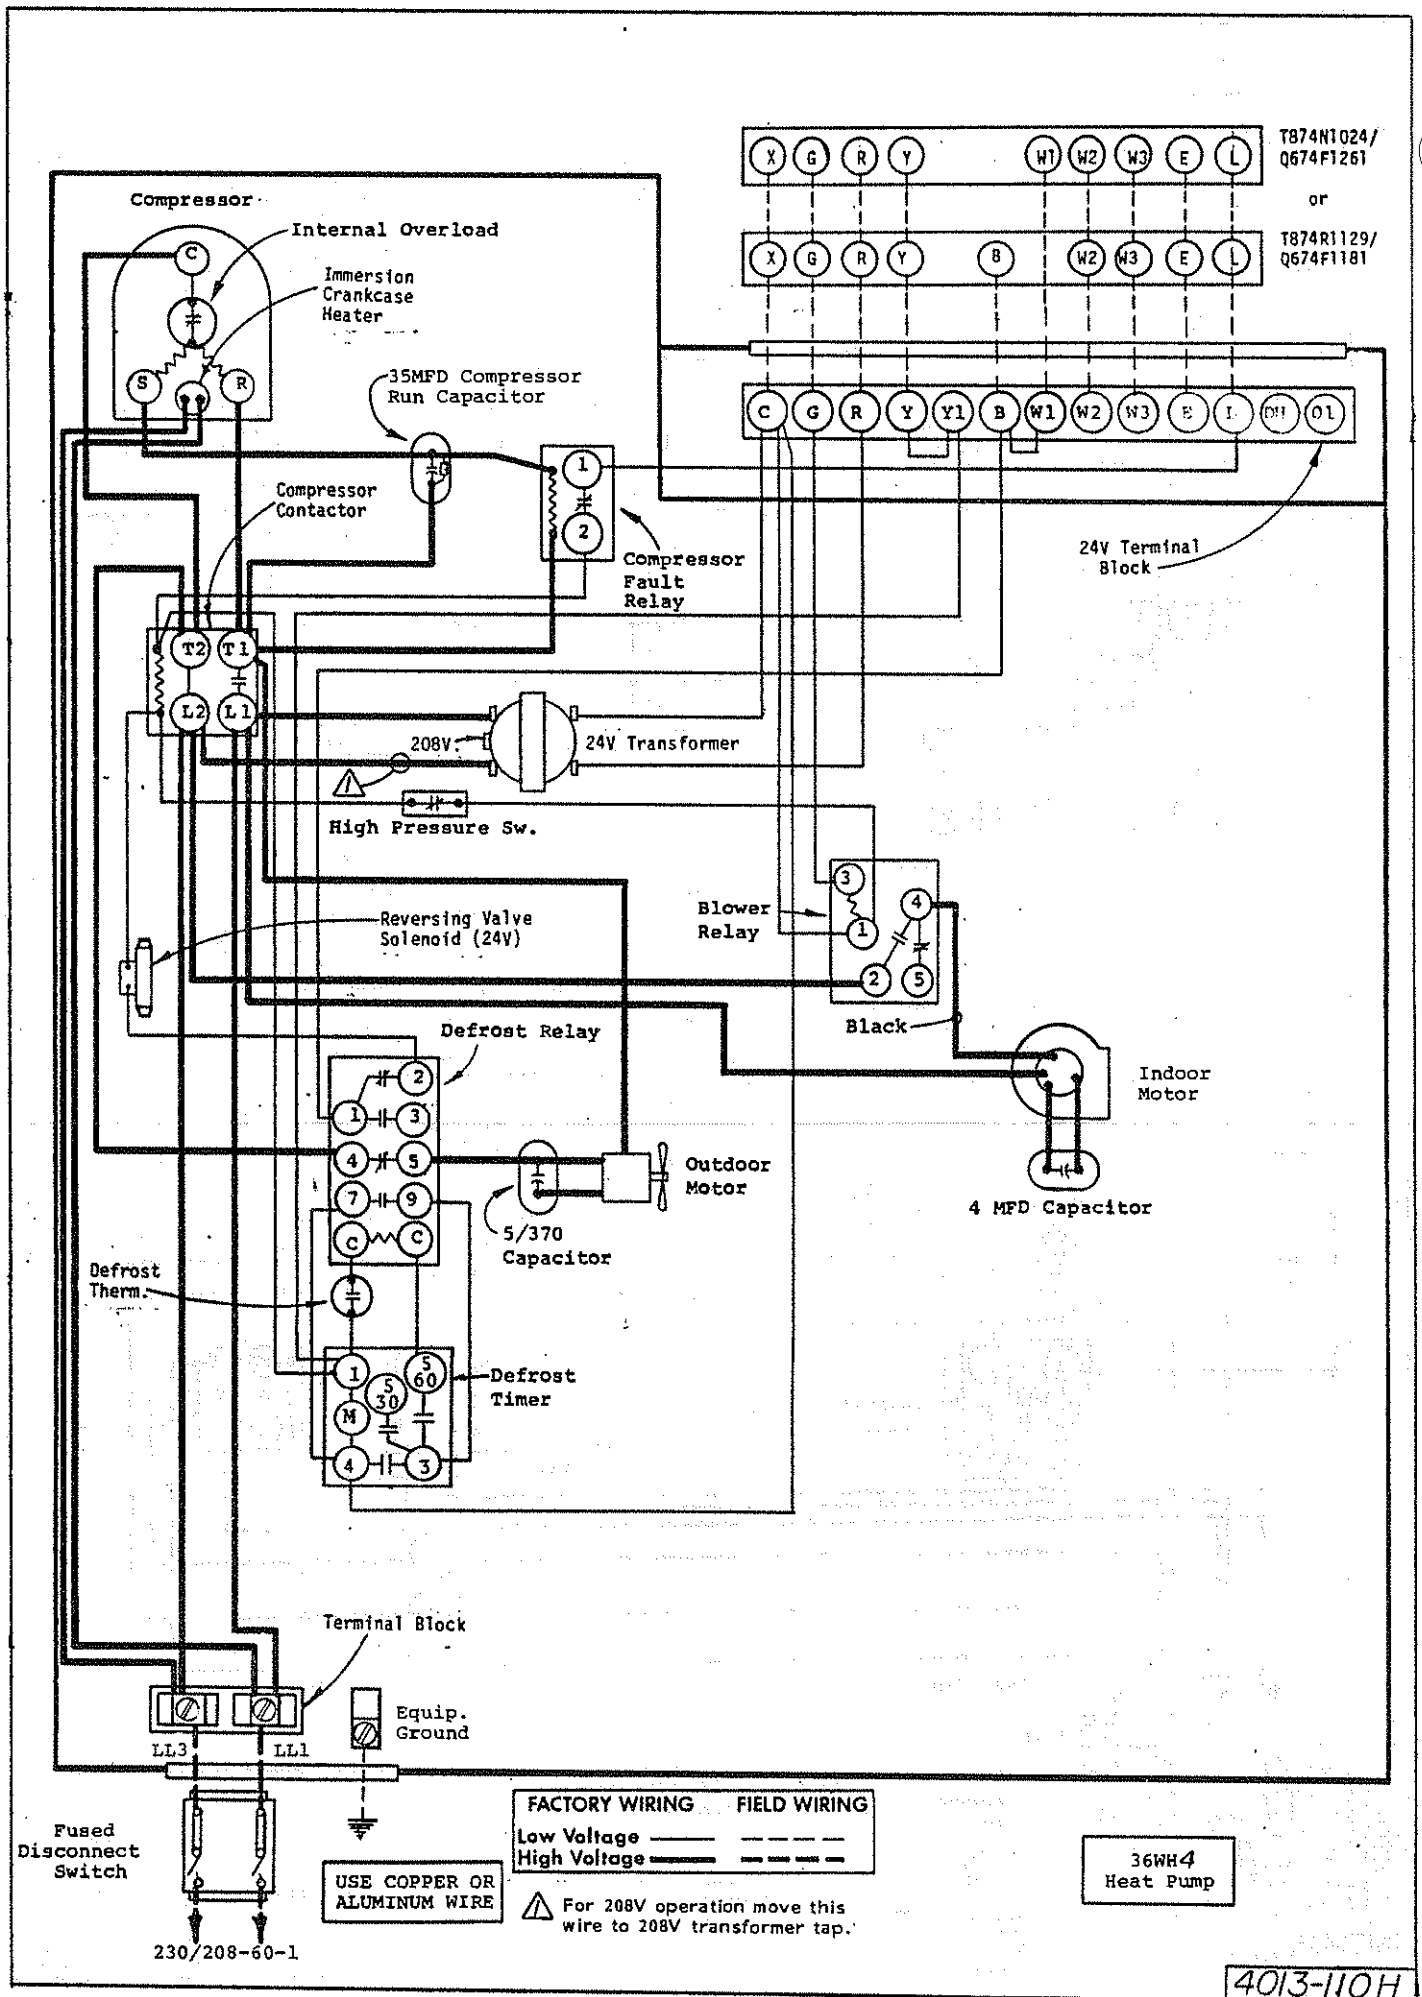 X G R Y W1 W2 W3 E L
T874N1024/
Q674F1261
or
X G R Y B W2 W3 E L
T874R1129/
Q674F1181
Compressor
Internal Overload
Immersion
Crankcase
Heater
C
S
R
35MFD Compressor
Run Capacitor
C G R Y Y1 B W1 W2 W3 E L DH O1
24V Terminal
Block
Compressor
Contactor
1
2
Compressor
Fault
Relay
T2 T1
L2 L1
208V.
24V Transformer
1
High Pressure Sw.
Blower
Relay
3
4
1
2
5
Black
Reversing Valve
Solenoid (24V)
Defrost Relay
2
1 3
4 5
7 9
C C
Indoor
Motor
4 MFD Capacitor
Outdoor
Motor
5/370
Capacitor
Defrost
Therm.
1
S
30
S
60
M
4
3
Defrost
Timer
Terminal Block
Equip.
Ground
LL3 LL1
Fused
Disconnect
Switch
230/208-60-1
USE COPPER OR
ALUMINUM WIRE
FACTORY WIRING FIELD WIRING
Low Voltage
High Voltage
1 For 208V operation move this
wire to 208V transformer tap.
36WH4
Heat Pump
4013-110H